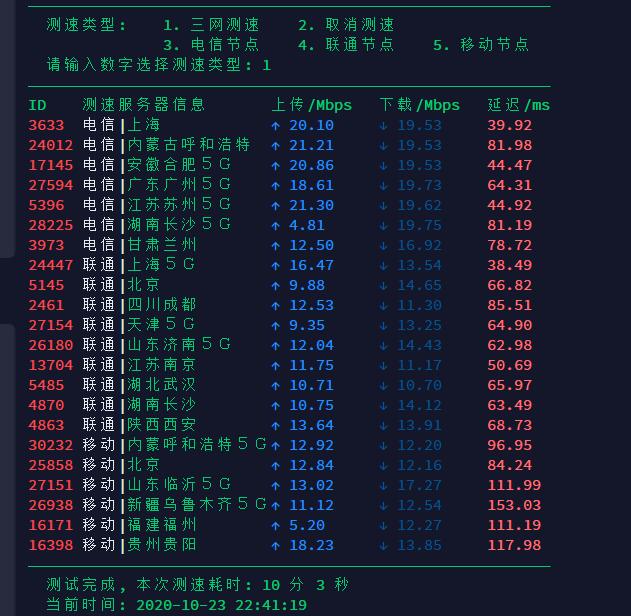 测速类型： 1. 三网测速 2. 取消测速
3. 电信节点 4. 联通节点 5. 移动节点
请输入数字选择测速类型: 1
ID 测速服务器信息 上传/Mbps 下载/Mbps 延迟/ms
3633 电信|上海 ↑ 20.10 ↓ 19.53 39.92
24012 电信|内蒙古呼和浩特 ↑ 21.21 ↓ 19.53 81.98
17145 电信|安徽合肥５Ｇ ↑ 20.86 ↓ 19.53 44.47
27594 电信|广东广州５Ｇ ↑ 18.61 ↓ 19.73 64.31
5396 电信|江苏苏州５Ｇ ↑ 21.30 ↓ 19.62 44.92
28225 电信|湖南长沙５Ｇ ↑ 4.81 ↓ 19.75 81.19
3973 电信|甘肃兰州 ↑ 12.50 ↓ 16.92 78.72
24447 联通|上海５Ｇ ↑ 16.47 ↓ 13.54 38.49
5145 联通|北京 ↑ 9.88 ↓ 14.65 66.82
2461 联通|四川成都 ↑ 12.53 ↓ 11.30 85.51
27154 联通|天津５Ｇ ↑ 9.35 ↓ 13.25 64.90
26180 联通|山东济南５Ｇ ↑ 12.04 ↓ 14.43 62.98
13704 联通|江苏南京 ↑ 11.75 ↓ 11.17 50.69
5485 联通|湖北武汉 ↑ 10.71 ↓ 10.70 65.97
4870 联通|湖南长沙 ↑ 10.75 ↓ 14.12 63.49
4863 联通|陕西西安 ↑ 13.64 ↓ 13.91 68.73
30232 移动|内蒙呼和浩特５Ｇ ↑ 12.92 ↓ 12.20 96.95
25858 移动|北京 ↑ 12.84 ↓ 12.16 84.24
27151 移动|山东临沂５Ｇ ↑ 13.02 ↓ 17.27 111.99
26938 移动|新疆乌鲁木齐５Ｇ ↑ 11.12 ↓ 12.54 153.03
16171 移动|福建福州 ↑ 5.20 ↓ 12.27 111.19
16398 移动|贵州贵阳 ↑ 18.23 ↓ 13.85 117.98
测试完成, 本次测速耗时: 10 分 3 秒
当前时间: 2020-10-23 22:41:19